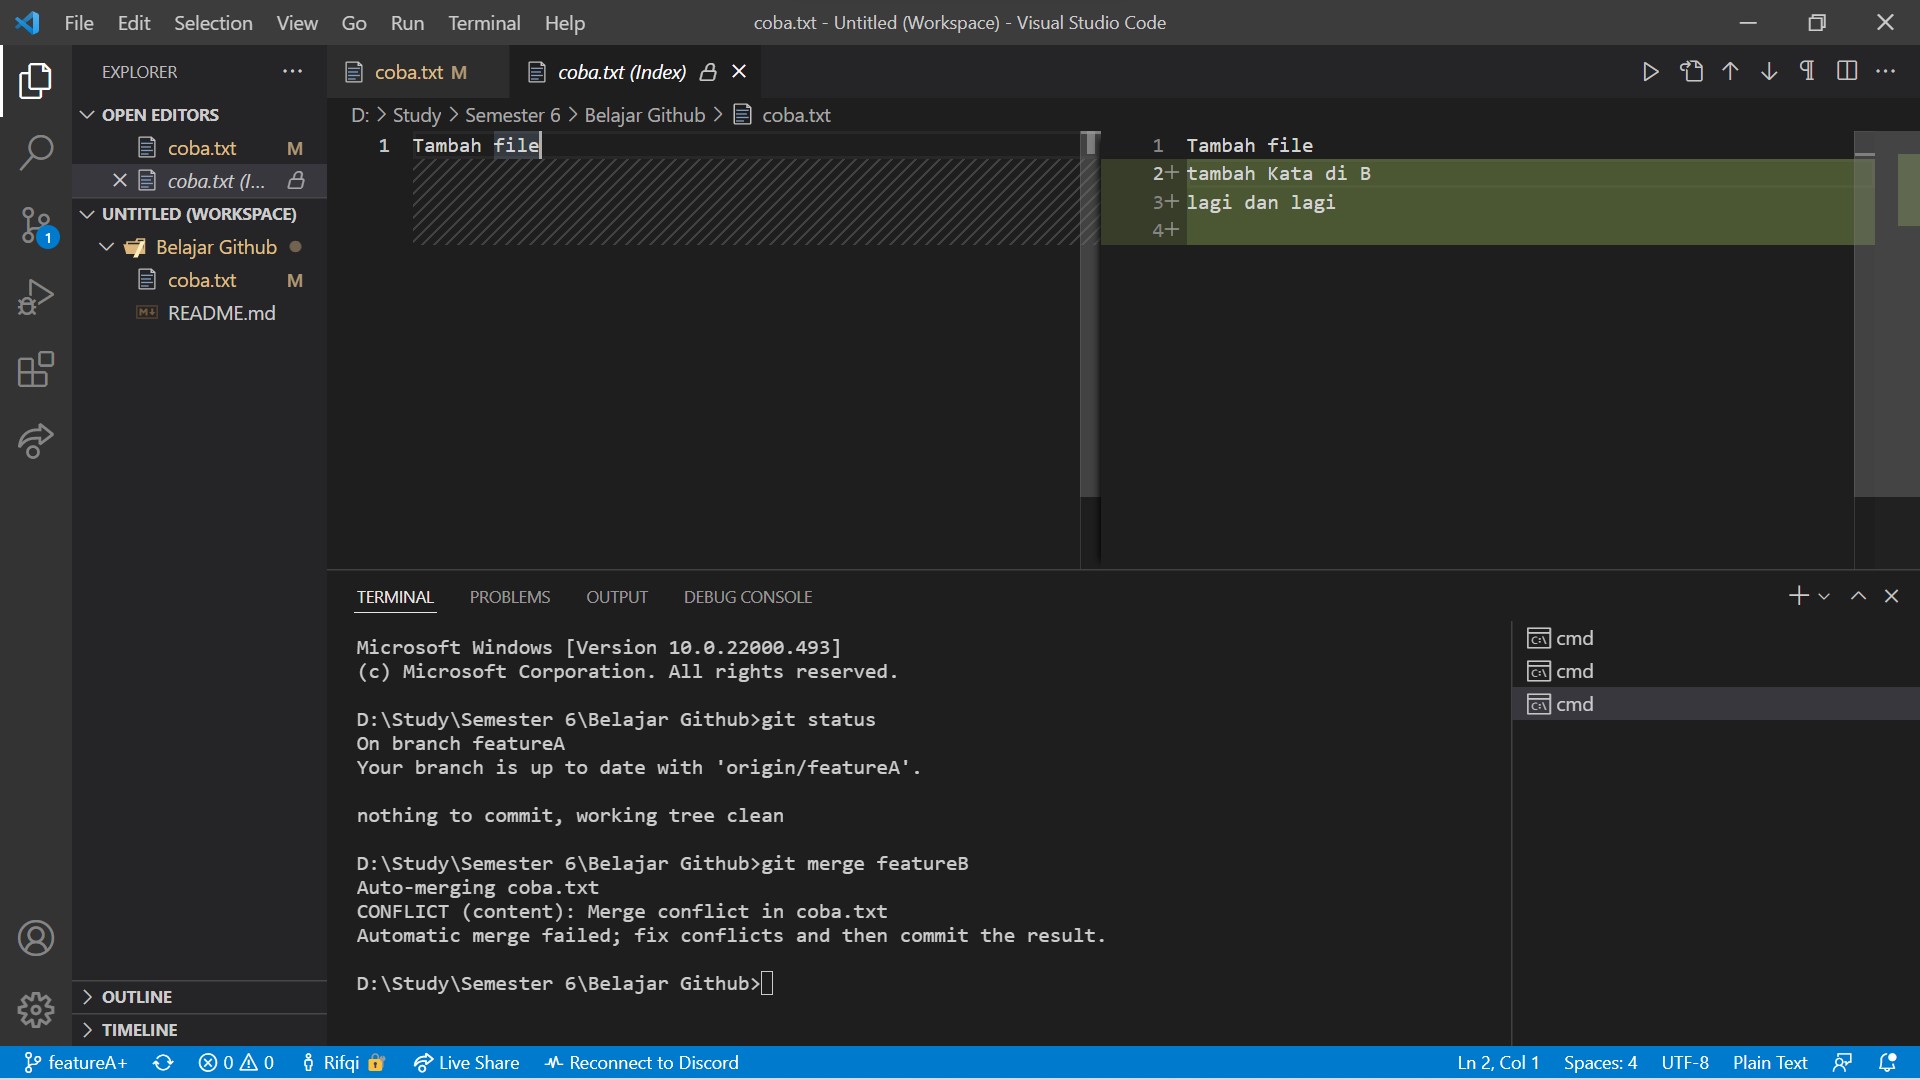 File Edit Selection View Go Run Terminal Help
coba.txt - Untitled (Workspace) - Visual Studio Code
EXPLORER
OPEN EDITORS
coba.txt M
coba.txt (I...
UNTITLED (WORKSPACE)
Belajar Github
coba.txt M
README.md
OUTLINE
TIMELINE
1
coba.txt M
coba.txt (Index)
D: > Study > Semester 6 > Belajar Github > coba.txt
1 Tambah file
1 Tambah file
2+ tambah Kata di B
3+ lagi dan lagi
4+
TERMINAL PROBLEMS OUTPUT DEBUG CONSOLE
Microsoft Windows [Version 10.0.22000.493]
(c) Microsoft Corporation. All rights reserved.
D:\Study\Semester 6\Belajar Github>git status
On branch featureA
Your branch is up to date with 'origin/featureA'.
nothing to commit, working tree clean
D:\Study\Semester 6\Belajar Github>git merge featureB
Auto-merging coba.txt
CONFLICT (content): Merge conflict in coba.txt
Automatic merge failed; fix conflicts and then commit the result.
D:\Study\Semester 6\Belajar Github>
cmd
cmd
cmd
featureA+ 0 0 Rifqi Live Share Reconnect to Discord Ln 2, Col 1 Spaces: 4 UTF-8 Plain Text